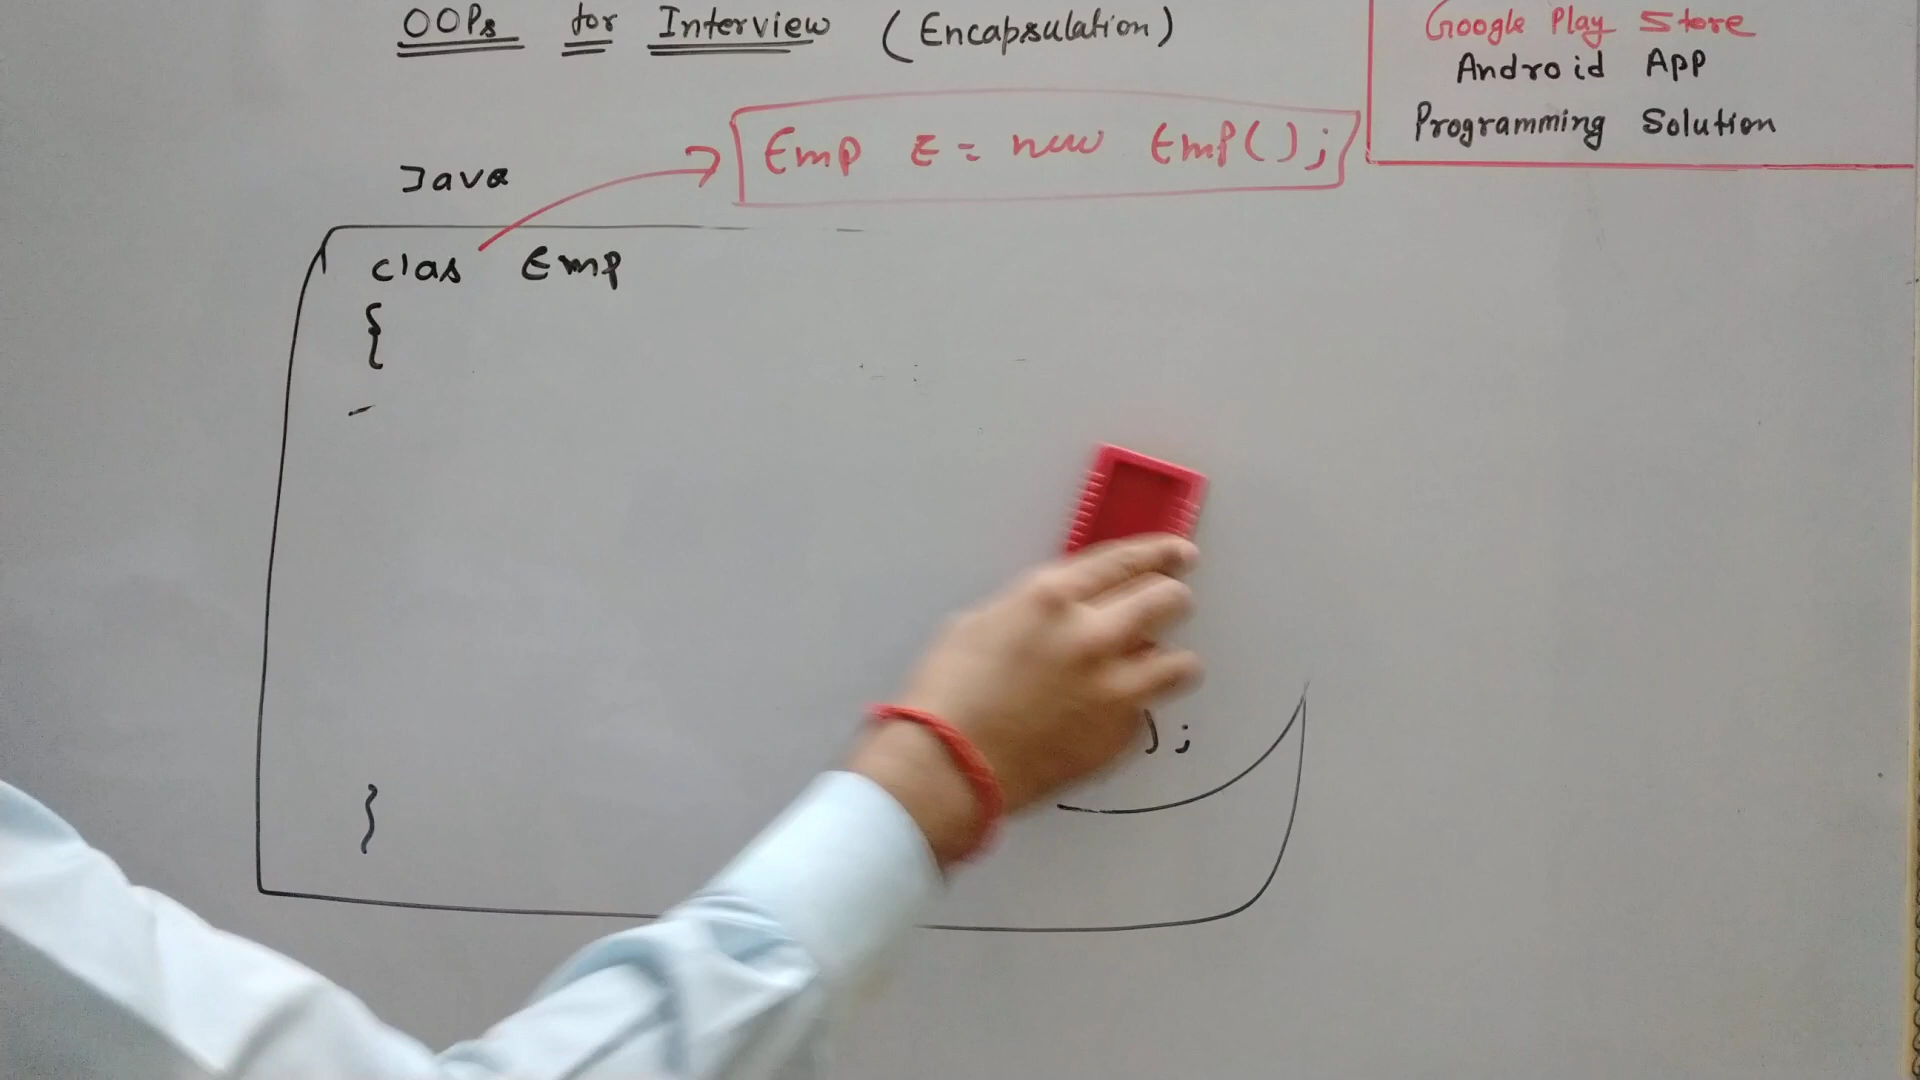 OOPs for Interview (Encapsulation)
Google Play Store
Android App
Programming Solution
Emp E = new Emp();
Java
clas Emp
{
);
}